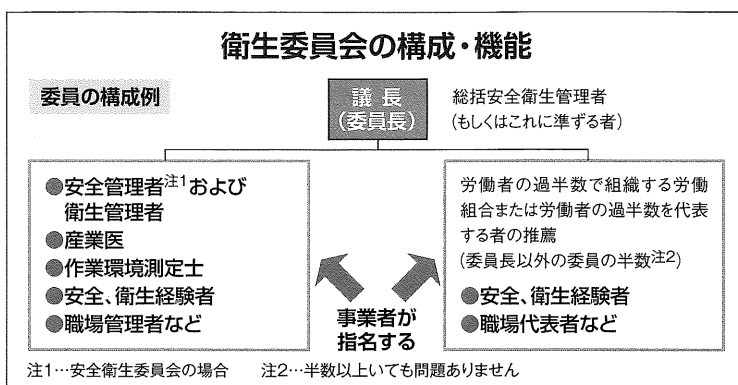 衛生委員会の構成・機能
委員の構成例
議長
(委員長)
総括安全衛生管理者
(もしくはこれに準ずる者)
●安全管理者注1および
衛生管理者
●産業医
●作業環境測定士
●安全、衛生経験者
●職場管理者など
労働者の過半数で組織する労働
組合または労働者の過半数を代表
する者の推薦
(委員長以外の委員の半数注2)
●安全、衛生経験者
●職場代表者など
事業者が
指名する
注1…安全衛生委員会の場合 注2…半数以上いても問題ありません